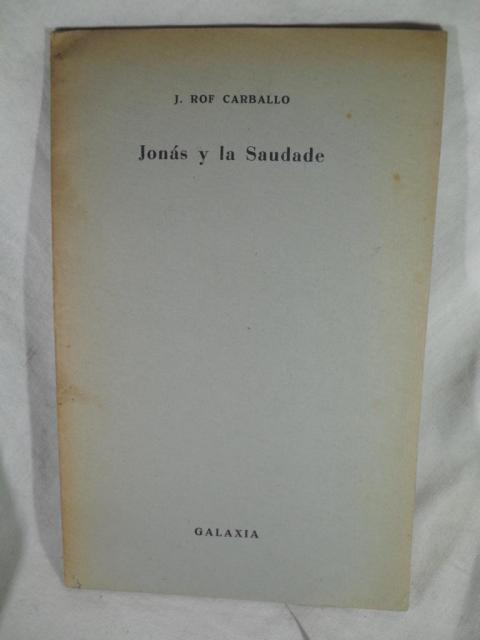 J. ROF CARBALLO
Jonás y la Saudade
GALAXIA